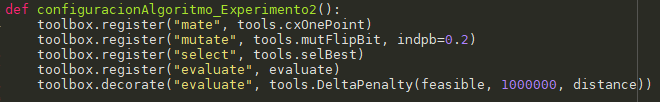 def configuracionAlgoritmo_Experimento2():
    toolbox.register("mate", tools.cxOnePoint)
    toolbox.register("mutate", tools.mutFlipBit, indpb=0.2)
    toolbox.register("select", tools.selBest)
    toolbox.register("evaluate", evaluate)
    toolbox.decorate("evaluate", tools.DeltaPenalty(feasible, 1000000, distance))